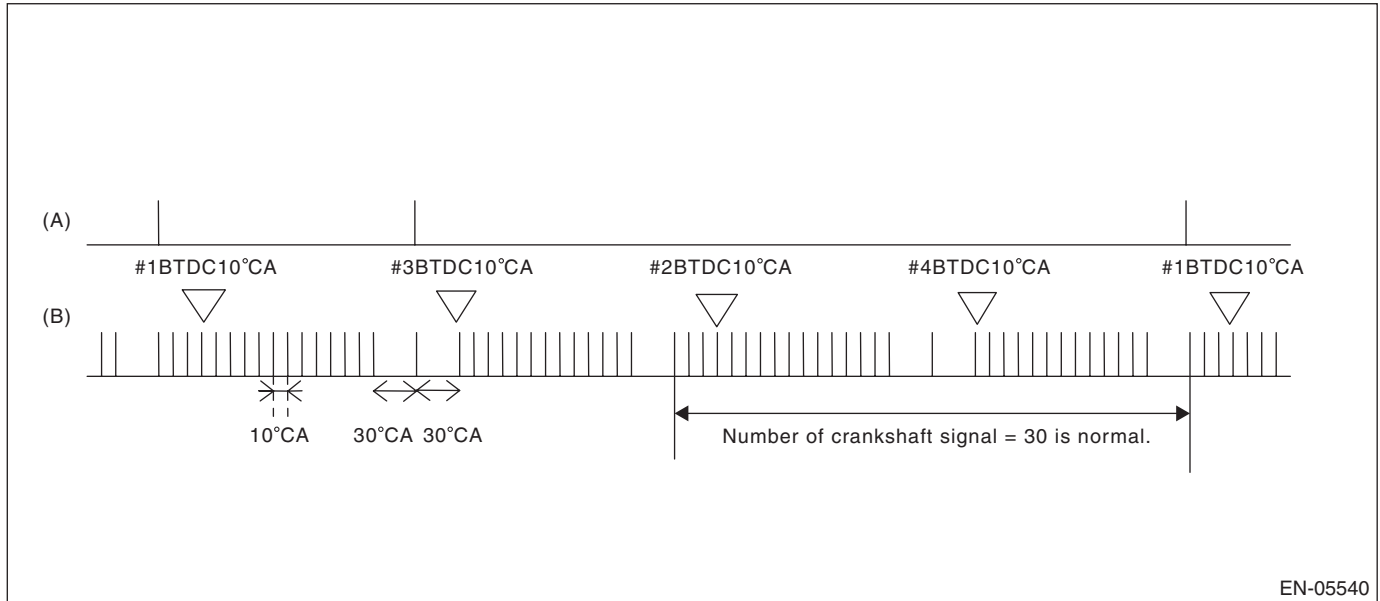 (A)
#1BTDC10°CA #3BTDC10°CA #2BTDC10°CA #4BTDC10°CA #1BTDC10°CA
(B)
10°CA 30°CA 30°CA Number of crankshaft signal = 30 is normal.
EN-05540